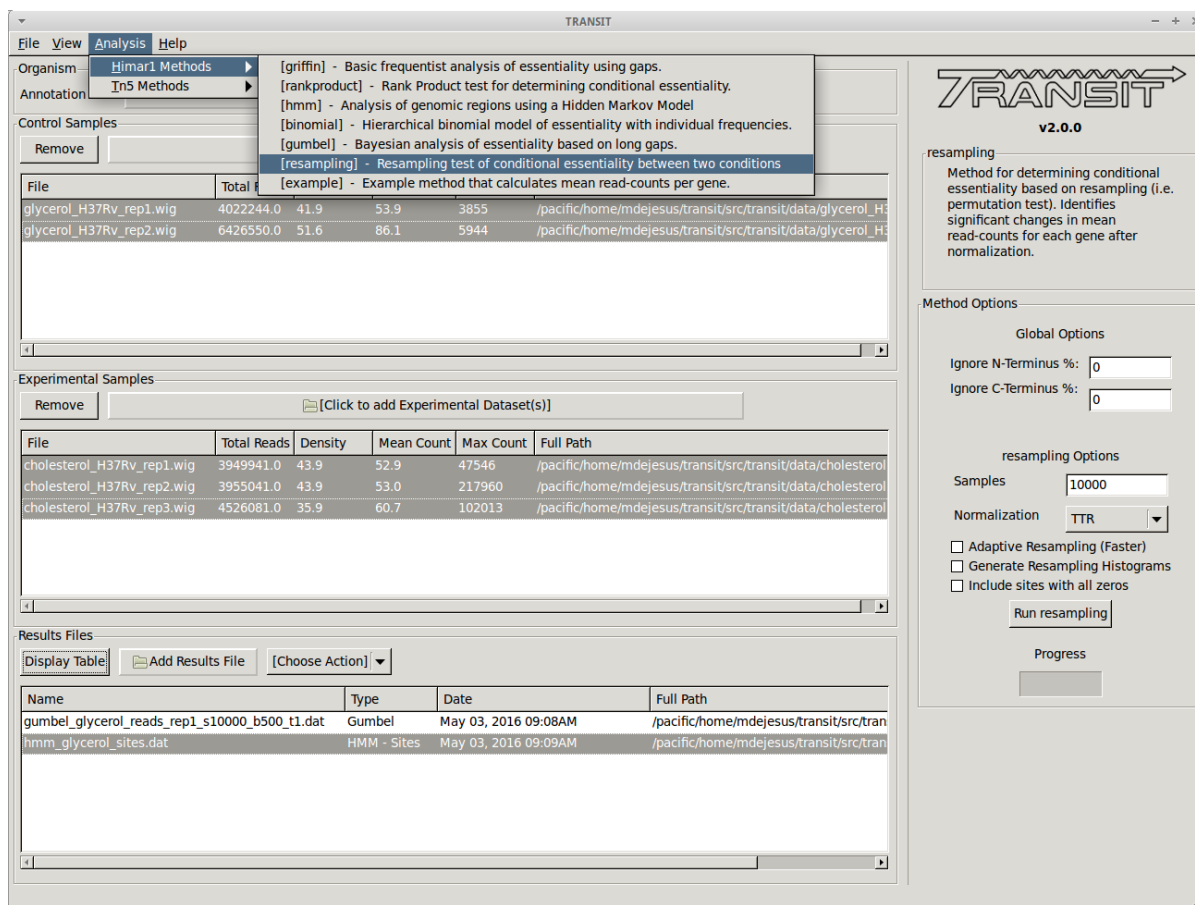 TRANSIT
File View Analysis Help
Organism
Annotation
Himar1 Methods
Tn5 Methods
[griffin] - Basic frequentist analysis of essentiality using gaps.
[rankproduct] - Rank Product test for determining conditional essentiality.
[hmm] - Analysis of genomic regions using a Hidden Markov Model
[binomial] - Hierarchical binomial model of essentiality with individual frequencies.
[gumbel] - Bayesian analysis of essentiality based on long gaps.
[resampling] - Resampling test of conditional essentiality between two conditions
[example] - Example method that calculates mean read-counts per gene.
Control Samples
Remove
File Total
glycerol_H37Rv_rep1.wig 4022244.0 41.9 53.9 3855 /pacific/home/mdejesus/transit/src/transit/data/glycerol_H3
glycerol_H37Rv_rep2.wig 6426550.0 51.6 86.1 5944 /pacific/home/mdejesus/transit/src/transit/data/glycerol_H3
Experimental Samples
Remove [Click to add Experimental Dataset(s)]
File Total Reads Density Mean Count Max Count Full Path
cholesterol_H37Rv_rep1.wig 3949941.0 43.9 52.9 47546 /pacific/home/mdejesus/transit/src/transit/data/cholesterol
cholesterol_H37Rv_rep2.wig 3955041.0 43.9 53.0 217960 /pacific/home/mdejesus/transit/src/transit/data/cholesterol
cholesterol_H37Rv_rep3.wig 4526081.0 35.9 60.7 102013 /pacific/home/mdejesus/transit/src/transit/data/cholesterol
Results Files
Display Table Add Results File [Choose Action]
Name Type Date Full Path
gumbel_glycerol_reads_rep1_s10000_b500_t1.dat Gumbel May 03, 2016 09:08AM /pacific/home/mdejesus/transit/src/tran
hmm_glycerol_sites.dat HMM - Sites May 03, 2016 09:09AM /pacific/home/mdejesus/transit/src/tran
TRANSIT
v2.0.0
resampling
Method for determining conditional
essentiality based on resampling (i.e.
permutation test). Identifies
significant changes in mean
read-counts for each gene after
normalization.
Method Options
Global Options
Ignore N-Terminus %: 0
Ignore C-Terminus %: 0
resampling Options
Samples 10000
Normalization TTR
Adaptive Resampling (Faster)
Generate Resampling Histograms
Include sites with all zeros
Run resampling
Progress